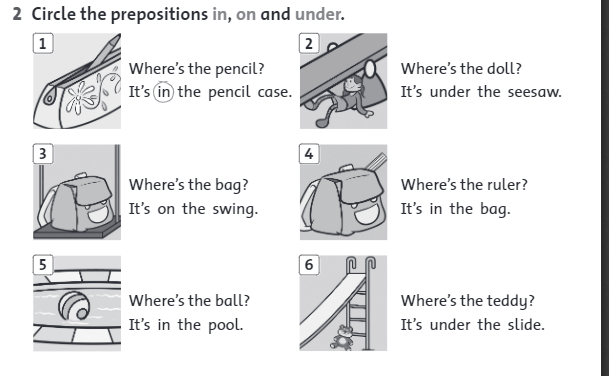 2 Circle the prepositions in, on and under.
1
Where's the pencil?
It's in the pencil case.
2
Where's the doll?
It's under the seesaw.
3
Where's the bag?
It's on the swing.
4
Where's the ruler?
It's in the bag.
5
Where's the ball?
It's in the pool.
6
Where's the teddy?
It's under the slide.